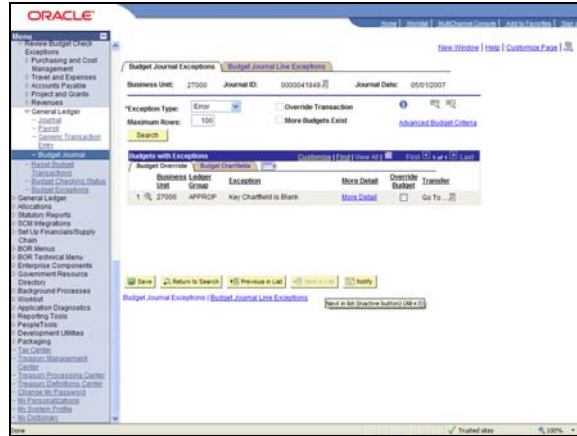 ORACLE
Home | Worklist | MultiChannel Console | Add to Favorites | Sign
Menu
Review Budget Check
Exceptions
Purchasing and Cost
Management
Travel and Expenses
Accounts Payable
Project and Grants
Revenues
General Ledger
- Journal
- Payroll
- Generic Transaction
Entry
- Budget Journal
- Reset Budget
Transactions
- Budget Checking Status
- Budget Exceptions
General Ledger
Allocations
Statutory Reports
SCM Integrations
Set Up Financials/Supply
Chain
BOR Menus
BOR Technical Menu
Enterprise Components
Government Resource
Directory
Background Processes
Worklist
Application Diagnostics
Reporting Tools
PeopleTools
Development Utilities
Packaging
- Tax Center
- Treasury Management
Center
- Treasury Processing Center
- Treasury Definitions Center
- Change My Password
- My Personalizations
- My System Profile
- My Dictionary
New Window | Help | Customize Page |
Budget Journal Exceptions Budget Journal Line Exceptions
Business Unit: 27000 Journal ID: 0000041849 Journal Date: 05/01/2007
*Exception Type: Error Override Transaction
Maximum Rows: 100 More Budgets Exist Advanced Budget Criteria
Search
Budgets with Exceptions Customize | Find | View All | First 1 of 1 Last
Budget Override Budget Chartfields
Business Unit Ledger Group Exception More Detail Override Budget Transfer
1 27000 APPROP Key Chartfield is Blank More Detail Go To ...
Save Return to Search Previous in List Next in List Notify
Budget Journal Exceptions | Budget Journal Line Exceptions
Next in list (inactive button) (Alt+3)
Done Trusted sites 100%